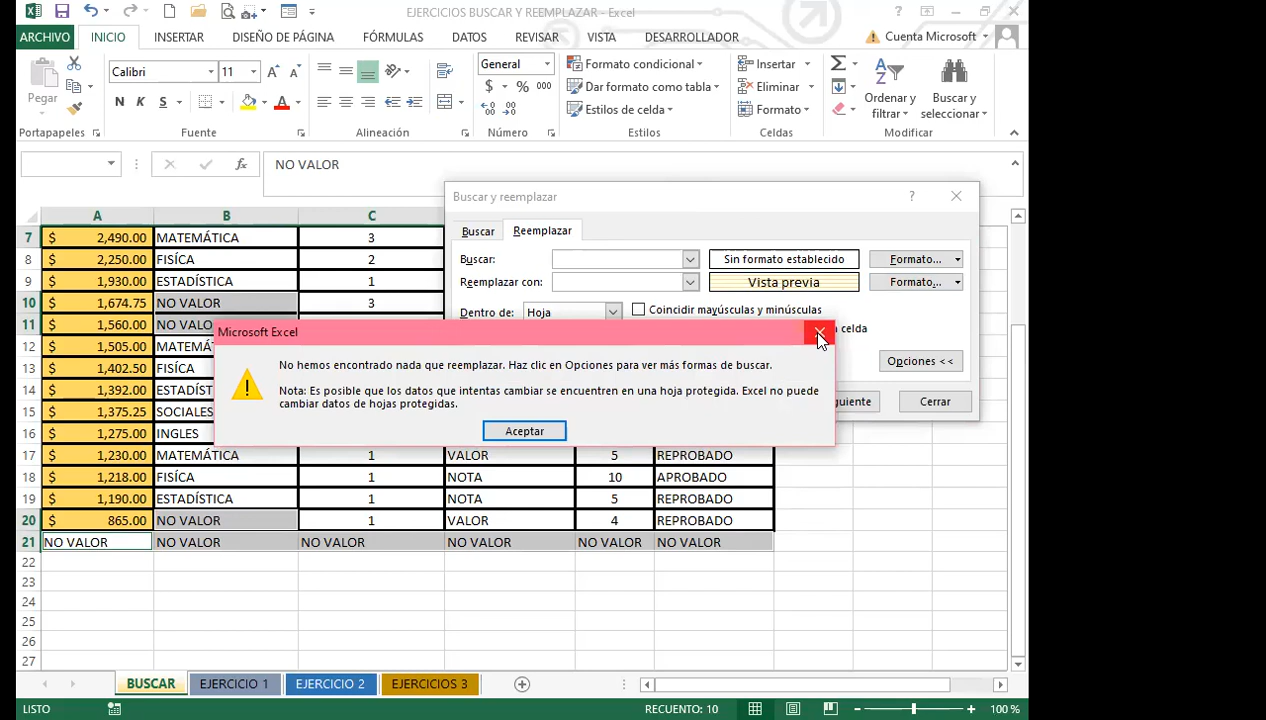 EJERCICIOS BUSCAR Y REEMPLAZAR - Excel
ARCHIVO INICIO INSERTAR DISEÑO DE PÁGINA FÓRMULAS DATOS REVISAR VISTA DESARROLLADOR Cuenta Microsoft
Calibri 11 General Formato condicional Insertar
Pegar N K S $ % 000 Dar formato como tabla Eliminar Ordenar y filtrar Buscar y seleccionar
Estilos de celda Formato
Portapapeles Fuente Alineación Número Estilos Celdas Modificar
fx NO VALOR
Buscar y reemplazar ? ×
A B C
Buscar Reemplazar
7 $ 2,490.00 MATEMÁTICA 3
8 $ 2,250.00 FISÍCA 2
Buscar: Sin formato establecido Formato...
9 $ 1,930.00 ESTADÍSTICA 1
Reemplazar con: Vista previa Formato...
10 $ 1,674.75 NO VALOR 3
Dentro de: Hoja Coincidir mayúsculas y minúsculas
11 $ 1,560.00 NO VALO
a celda
Microsoft Excel
12 $ 1,505.00 MATEMÁ
Opciones <<
No hemos encontrado nada que reemplazar. Haz clic en Opciones para ver más formas de buscar.
13 $ 1,402.50 FISÍCA
14 $ 1,392.00 ESTADÍS
Nota: Es posible que los datos que intentas cambiar se encuentren en una hoja protegida. Excel no puede
cambiar datos de hojas protegidas.
guiente Cerrar
15 $ 1,375.25 SOCIALES
16 $ 1,275.00 INGLES
Aceptar
17 $ 1,230.00 MATEMÁTICA 1 VALOR 5 REPROBADO
18 $ 1,218.00 FISÍCA 1 NOTA 10 APROBADO
19 $ 1,190.00 ESTADÍSTICA 1 NOTA 5 REPROBADO
20 $ 865.00 NO VALOR 1 VALOR 4 REPROBADO
21 NO VALOR NO VALOR NO VALOR NO VALOR NO VALOR NO VALOR
22
23
24
25
26
27
BUSCAR EJERCICIO 1 EJERCICIO 2 EJERCICIOS 3
LISTO RECUENTO: 10 100 %